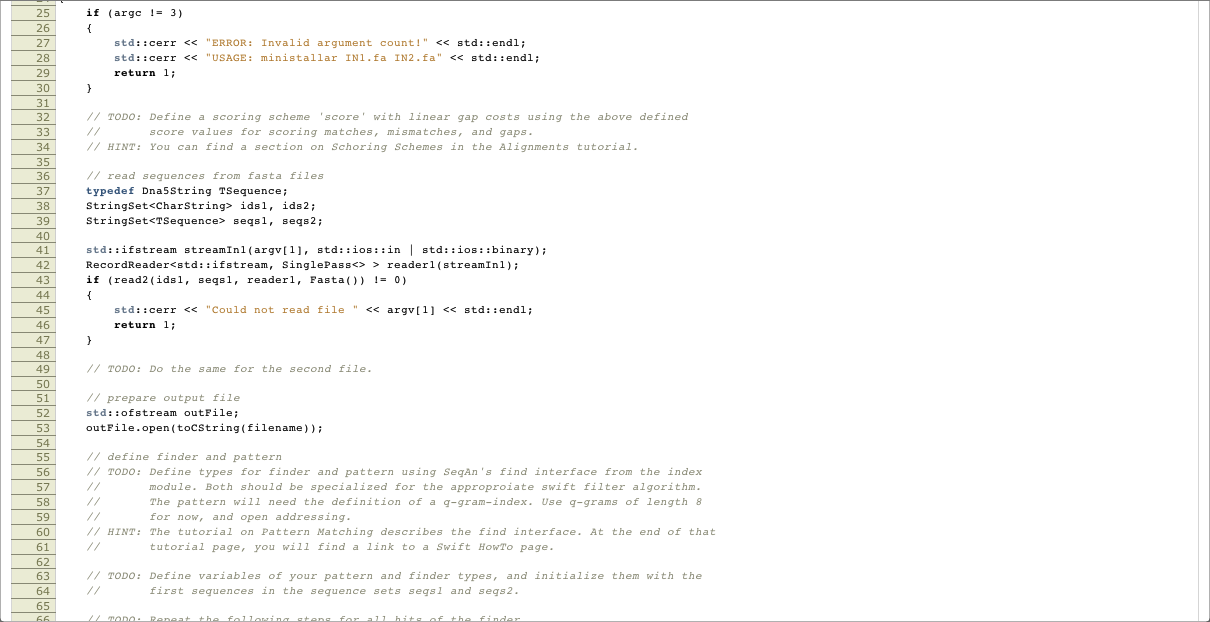 25 if (argc != 3)
26 {
27 std::cerr << "ERROR: Invalid argument count!" << std::endl;
28 std::cerr << "USAGE: ministallar IN1.fa IN2.fa" << std::endl;
29 return 1;
30 }
31
32 // TODO: Define a scoring scheme 'score' with linear gap costs using the above defined
33 // score values for scoring matches, mismatches, and gaps.
34 // HINT: You can find a section on Schoring Schemes in the Alignments tutorial.
35
36 // read sequences from fasta files
37 typedef Dna5String TSequence;
38 StringSet<CharString> ids1, ids2;
39 StringSet<TSequence> seqs1, seqs2;
40
41 std::ifstream streamIn1(argv[1], std::ios::in | std::ios::binary);
42 RecordReader<std::ifstream, SinglePass<> > reader1(streamIn1);
43 if (read2(ids1, seqs1, reader1, Fasta()) != 0)
44 {
45 std::cerr << "Could not read file " << argv[1] << std::endl;
46 return 1;
47 }
48
49 // TODO: Do the same for the second file.
50
51 // prepare output file
52 std::ofstream outFile;
53 outFile.open(toCString(filename));
54
55 // define finder and pattern
56 // TODO: Define types for finder and pattern using SeqAn's find interface from the index
57 // module. Both should be specialized for the approproiate swift filter algorithm.
58 // The pattern will need the definition of a q-gram-index. Use q-grams of length 8
59 // for now, and open addressing.
60 // HINT: The tutorial on Pattern Matching describes the find interface. At the end of that
61 // tutorial page, you will find a link to a Swift HowTo page.
62
63 // TODO: Define variables of your pattern and finder types, and initialize them with the
64 // first sequences in the sequence sets seqs1 and seqs2.
65
66 // TODO: Repeat the following steps for all hits of the finder